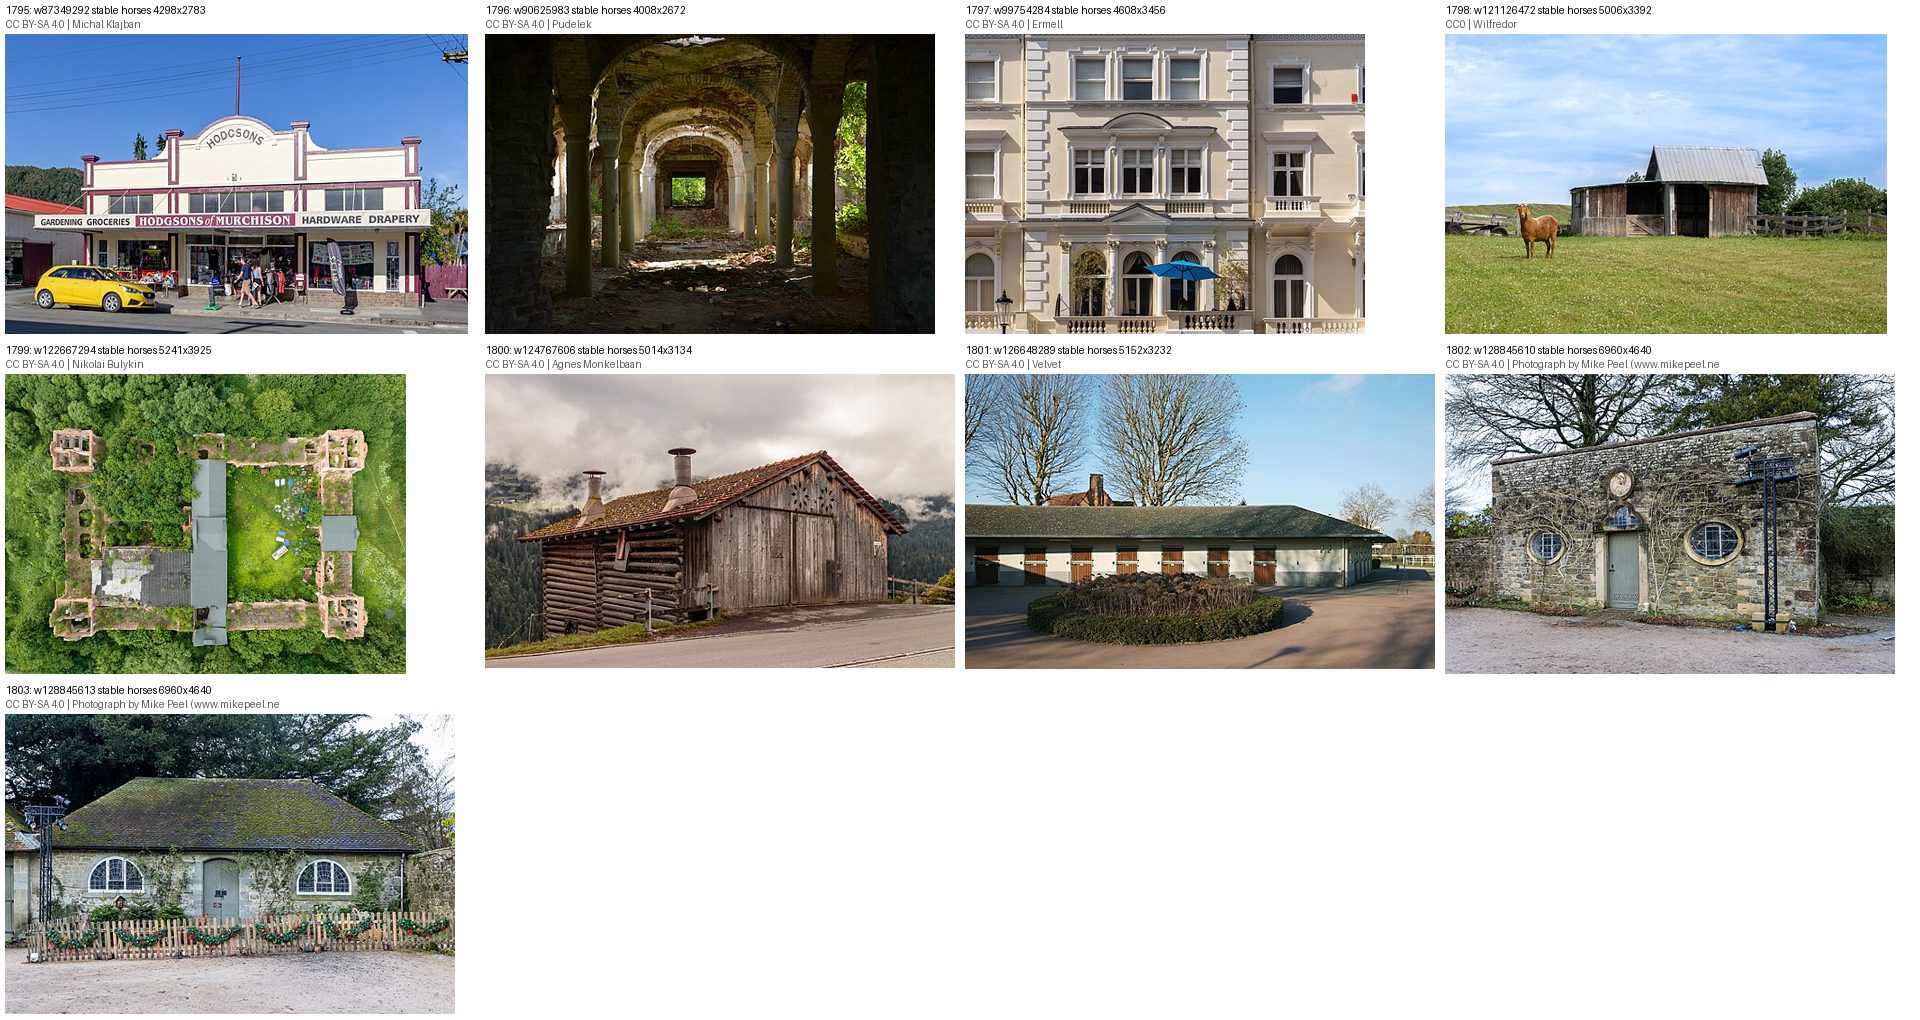 1795: w87349292 stable horses 4298x2783
CC BY-SA 4.0 | Michal Klajban
HODGSONS
GARDENING GROCERIES HODGSONS of MURCHISON HARDWARE DRAPERY
1796: w90625983 stable horses 4008x2672
CC BY-SA 4.0 | Pudelek
1797: w99754284 stable horses 4608x3456
CC BY-SA 4.0 | Ermell
1798: w121126472 stable horses 5006x3392
CC0 | Wilfredor
1799: w122667294 stable horses 5241x3925
CC BY-SA 4.0 | Nikolai Bulykin
1800: w124767606 stable horses 5014x3134
CC BY-SA 4.0 | Agnes Monkelbaan
1801: w126648289 stable horses 5152x3232
CC BY-SA 4.0 | Velvet
1802: w128845610 stable horses 6960x4640
CC BY-SA 4.0 | Photograph by Mike Peel (www.mikepeel.ne
1803: w128845613 stable horses 6960x4640
CC BY-SA 4.0 | Photograph by Mike Peel (www.mikepeel.ne